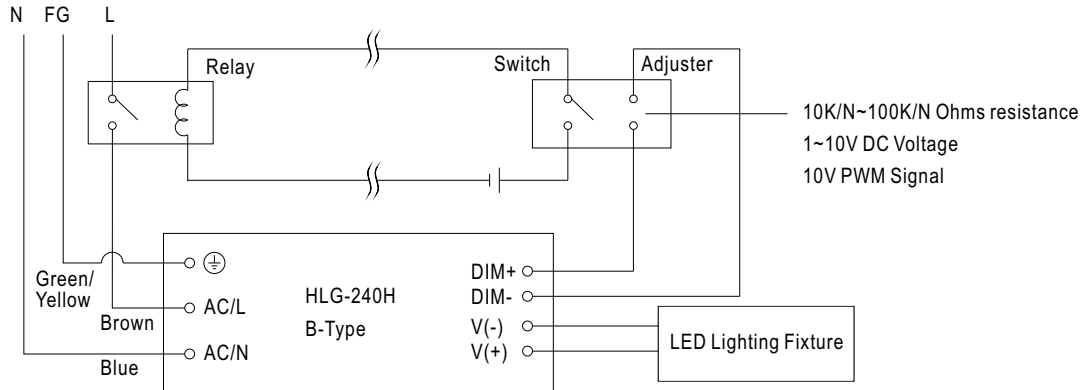 N FG L
Relay
Switch
Adjuster
10K/N~100K/N Ohms resistance
1~10V DC Voltage
10V PWM Signal
Green/
Yellow
Brown
Blue
AC/L
AC/N
HLG-240H
B-Type
DIM+
DIM-
V(-)
V(+)
LED Lighting Fixture